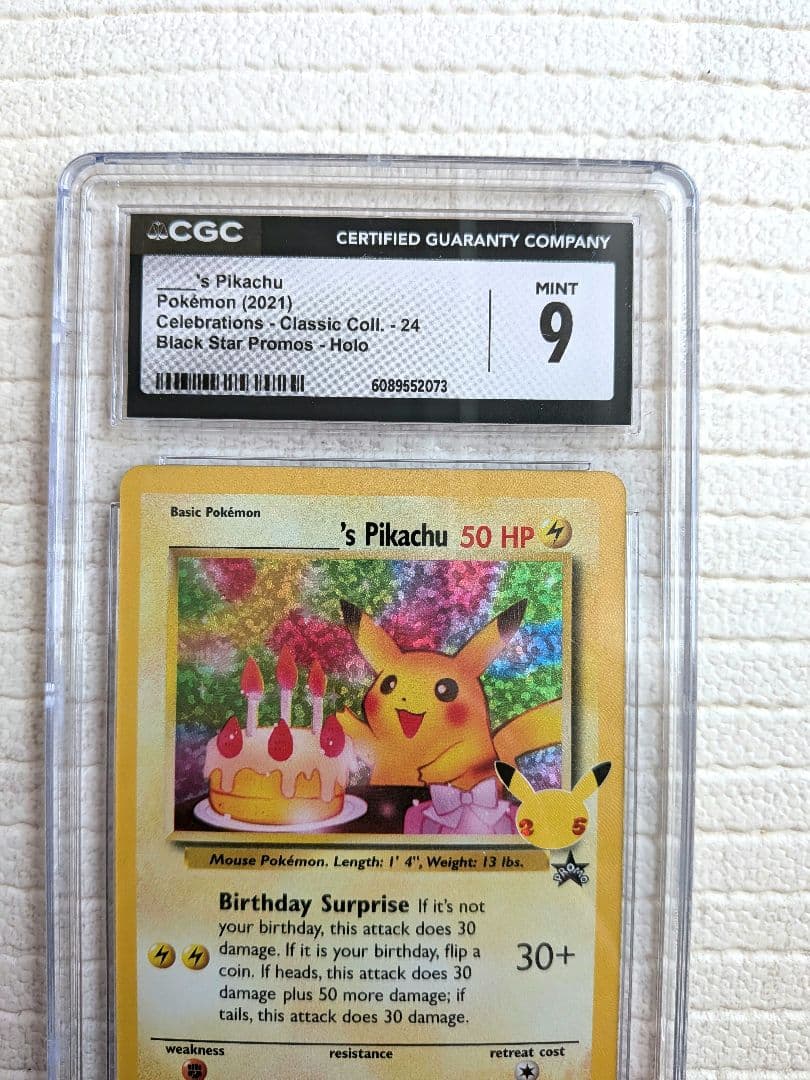 CGC
CERTIFIED GUARANTY COMPANY
____'s Pikachu
Pokémon (2021)
Celebrations - Classic Coll. - 24
Black Star Promos - Holo
MINT
9
6089552073
Basic Pokémon
____________'s Pikachu 50 HP
25
Mouse Pokémon. Length: 1' 4", Weight: 13 lbs.
PROMO
Birthday Surprise If it's not
your birthday, this attack does 30
damage. If it is your birthday, flip a
coin. If heads, this attack does 30
damage plus 50 more damage; if
tails, this attack does 30 damage.
30+
weakness
resistance
retreat cost